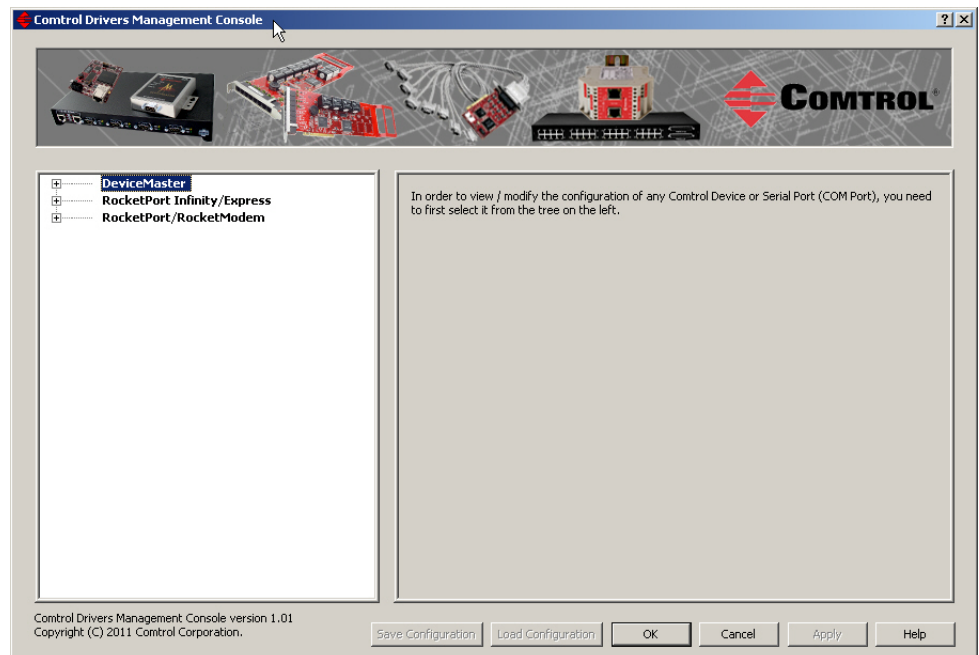 Comtrol Drivers Management Console
COMTROL
DeviceMaster
RocketPort Infinity/Express
RocketPort/RocketModem
In order to view / modify the configuration of any Comtrol Device or Serial Port (COM Port), you need
to first select it from the tree on the left.
Comtrol Drivers Management Console version 1.01
Copyright (C) 2011 Comtrol Corporation.
Save Configuration
Load Configuration
OK
Cancel
Apply
Help